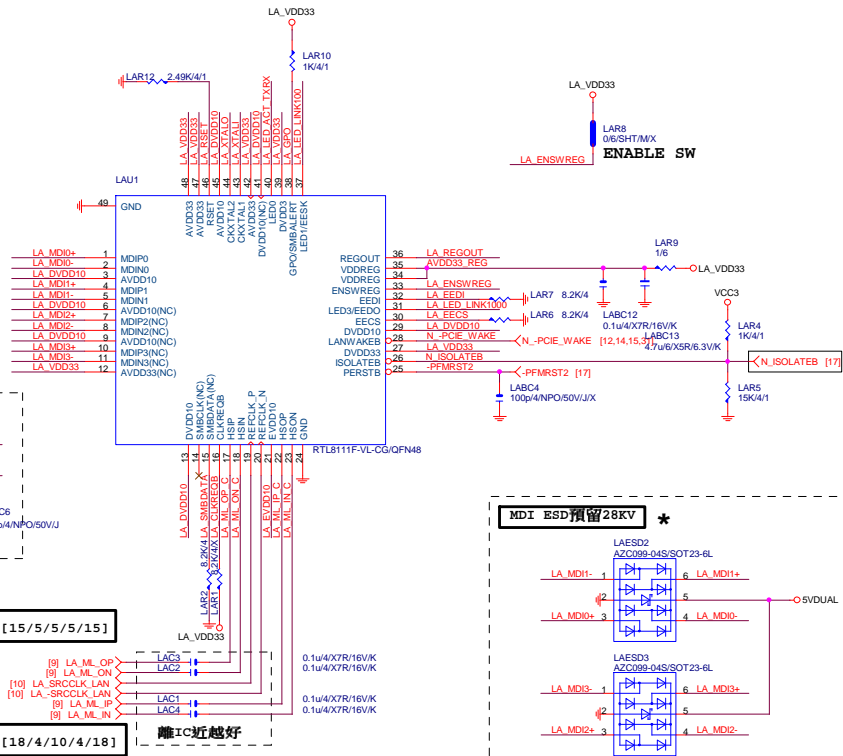 LA_VDD33
LAR10
1K/4/1
LAR12 2.49K/4/1
LA_VDD33
LA_VDD33
LA_RSET
LA_DVDD10
LA_XTALO
LA_XTALI
LA_VDD33
LA_DVDD10
LA_LED_ACT_TXRX
LA_VDD33
LA_GPO
LA_LED_LINK100
48
47
46
45
44
43
42
41
40
39
38
37
LA_VDD33
LAR8
0/6/SHT/M/X
LA_ENSWREG
ENABLE SW
LAU1
49 GND
AVDD33
AVDD33
RSET
AVDD10
CKXTAL2
CKXTAL1
AVDD33
DVDD10(NC)
LED0
DVDD3
GPO/SMBALERT
LED1/EESK
LA_MDI0+ 1 MDIP0
LA_MDI0- 2 MDIN0
LA_DVDD10 3 AVDD10
LA_MDI1+ 4 MDIP1
LA_MDI1- 5 MDIN1
LA_DVDD10 6 AVDD10(NC)
LA_MDI2+ 7 MDIP2(NC)
LA_MDI2- 8 MDIN2(NC)
LA_DVDD10 9 AVDD10(NC)
LA_MDI3+ 10 MDIP3(NC)
LA_MDI3- 11 MDIN3(NC)
LA_VDD33 12 AVDD33(NC)
REGOUT 36 LA_REGOUT
VDDREG 35 AVDD33_REG
VDDREG 34
ENSWREG 33 LA_ENSWREG
EEDI 32 LA_EEDI
LED3/EEDO 31 LA_LED_LINK1000
EECS 30 LA_EECS
DVDD10 29 LA_DVDD10
LANWAKEB 28 N_-PCIE_WAKE
DVDD33 27 LA_VDD33
ISOLATEB 26 N_ISOLATEB
PERSTB 25 -PFMRST2
LAR9
1/6
LA_VDD33
LAR7 8.2K/4
LAR6 8.2K/4
LABC12
0.1u/4/X7R/16V/K
LABC13
4.7u/6/X5R/6.3V/K
VCC3
LAR4
1K/4/1
N_-PCIE_WAKE
-PFMRST2 [17]
N_ISOLATEB [17]
LABC4
100p/4/NPO/50V/J/X
LAR5
15K/4/1
DVDD10
SMBCLK(NC)
SMBDATA(NC)
CLKREQB
HSIP
HSIN
REFCLK_P
REFCLK_N
EVDD10
HSOP
HSON
GND
RTL8111F-VL-CG/QFN48
13
14
15
16
17
18
19
20
21
22
23
24
LA_DVDD10
LA_SMBDATA
LA_CLKREQB
LA_ML_OP_C
LA_ML_ON_C
LA_EVDD10
LA_ML_IP_C
LA_ML_IN_C
8.2K/4
8.2K/4/X
LAR2
LAR1
LA_VDD33
C6
/4/NPO/50V/J
[15/5/5/5/15]
[9] LA_ML_OP
[9] LA_ML_ON
[10] LA_SRCCLK_LAN
[10] LA_-SRCCLK_LAN
[9] LA_ML_IP
[9] LA_ML_IN
LAC3
LAC2
LAC1
LAC4
0.1u/4/X7R/16V/K
0.1u/4/X7R/16V/K
0.1u/4/X7R/16V/K
0.1u/4/X7R/16V/K
離IC近越好
[18/4/10/4/18]
MDI ESD預留28KV *
LAESD2
AZC099-04S/SOT23-6L
LA_MDI1- 1
2
LA_MDI0+ 3
6 LA_MDI1+
5
4 LA_MDI0-
5VDUAL
LAESD3
AZC099-04S/SOT23-6L
LA_MDI3- 1
2
LA_MDI2+ 3
6 LA_MDI3+
5
4 LA_MDI2-